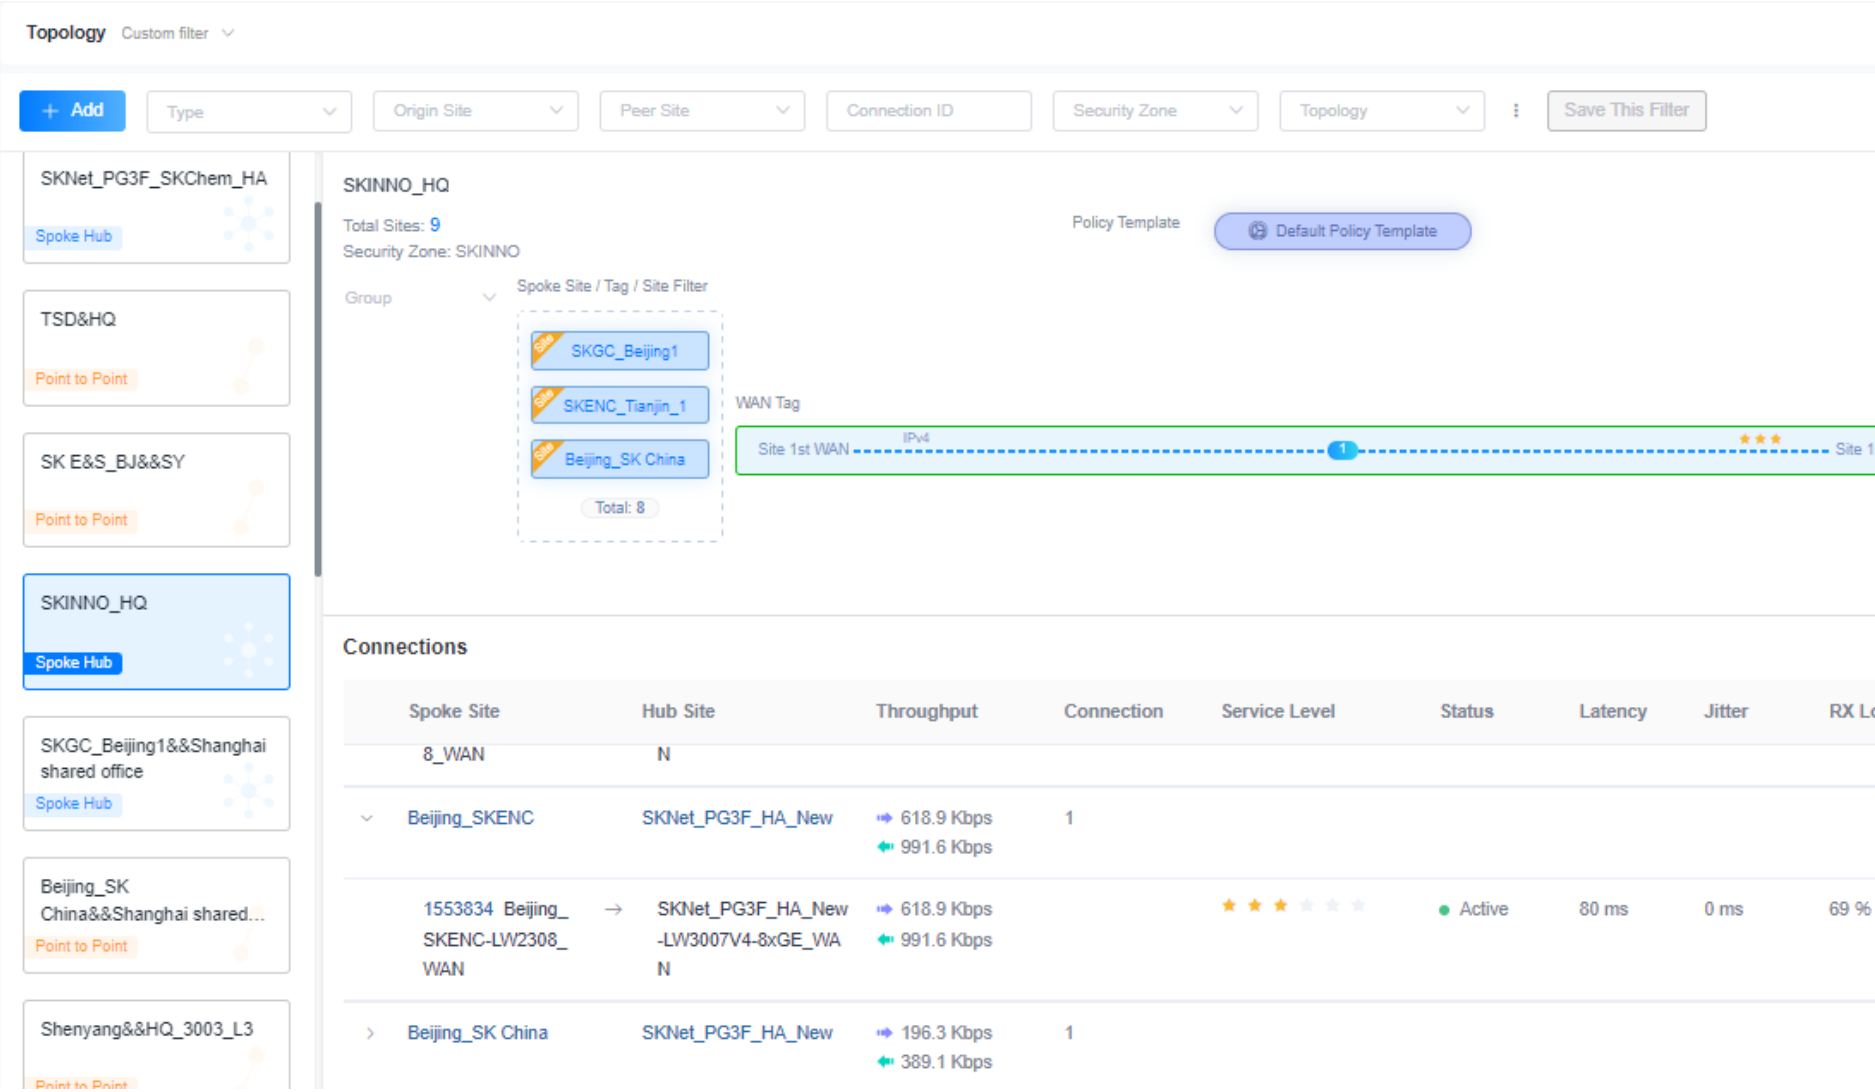 Topology Custom filter
Add Type Origin Site Peer Site Connection ID Security Zone Topology Save This Filter
SKNet_PG3F_SKChem_HA
Spoke Hub
TSD&HQ
Point to Point
SK E&S_BJ&&SY
Point to Point
SKINNO_HQ
Spoke Hub
SKGC_Beijing1&&Shanghai
shared office
Spoke Hub
Beijing_SK
China&&Shanghai shared...
Point to Point
Shenyang&&HQ_3003_L3
Point to Point
SKINNO_HQ
Total Sites: 9
Security Zone: SKINNO
Policy Template Default Policy Template
Group
Spoke Site / Tag / Site Filter
Site SKGC_Beijing1
Site SKENC_Tianjin_1
Site Beijing_SK China
Total: 8
WAN Tag
Site 1st WAN IPv4 1 Site 1
Connections
Spoke Site Hub Site Throughput Connection Service Level Status Latency Jitter RX Lo
8_WAN N
Beijing_SKENC SKNet_PG3F_HA_New 618.9 Kbps 1
991.6 Kbps
1553834 Beijing_ → SKNet_PG3F_HA_New 618.9 Kbps Active 80 ms 0 ms 69 %
SKENC-LW2308_ -LW3007V4-8xGE_WA 991.6 Kbps
WAN N
Beijing_SK China SKNet_PG3F_HA_New 196.3 Kbps 1
389.1 Kbps